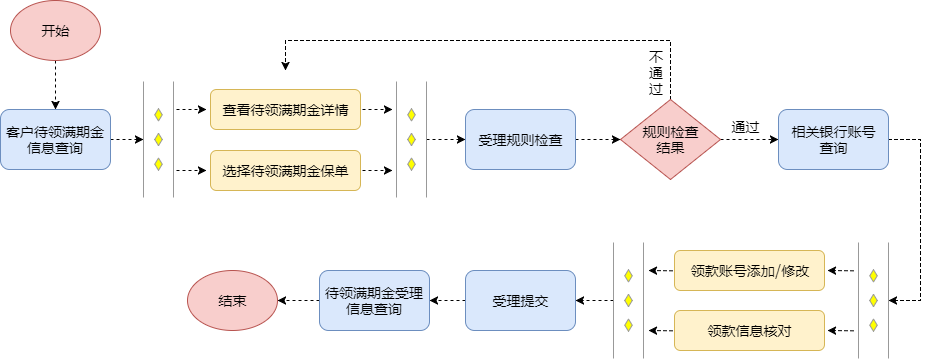 开始
客户待领满期金
信息查询
查看待领满期金详情
选择待领满期金保单
受理规则检查
不
通
过
规则检查
结果
通过
相关银行账号
查询
领款账号添加/修改
领款信息核对
受理提交
待领满期金受理
信息查询
结束